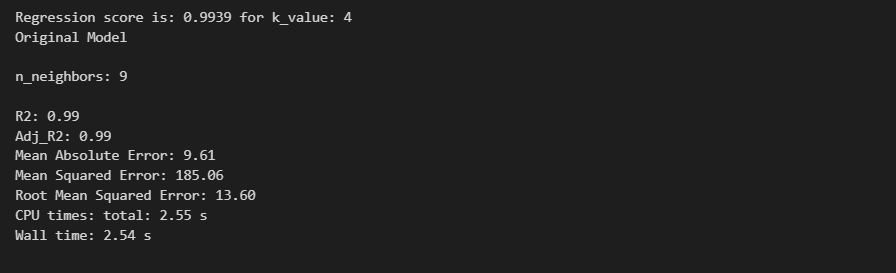 Regression score is: 0.9939 for k_value: 4
Original Model
n_neighbors: 9
R2: 0.99
Adj_R2: 0.99
Mean Absolute Error: 9.61
Mean Squared Error: 185.06
Root Mean Squared Error: 13.60
CPU times: total: 2.55 s
Wall time: 2.54 s